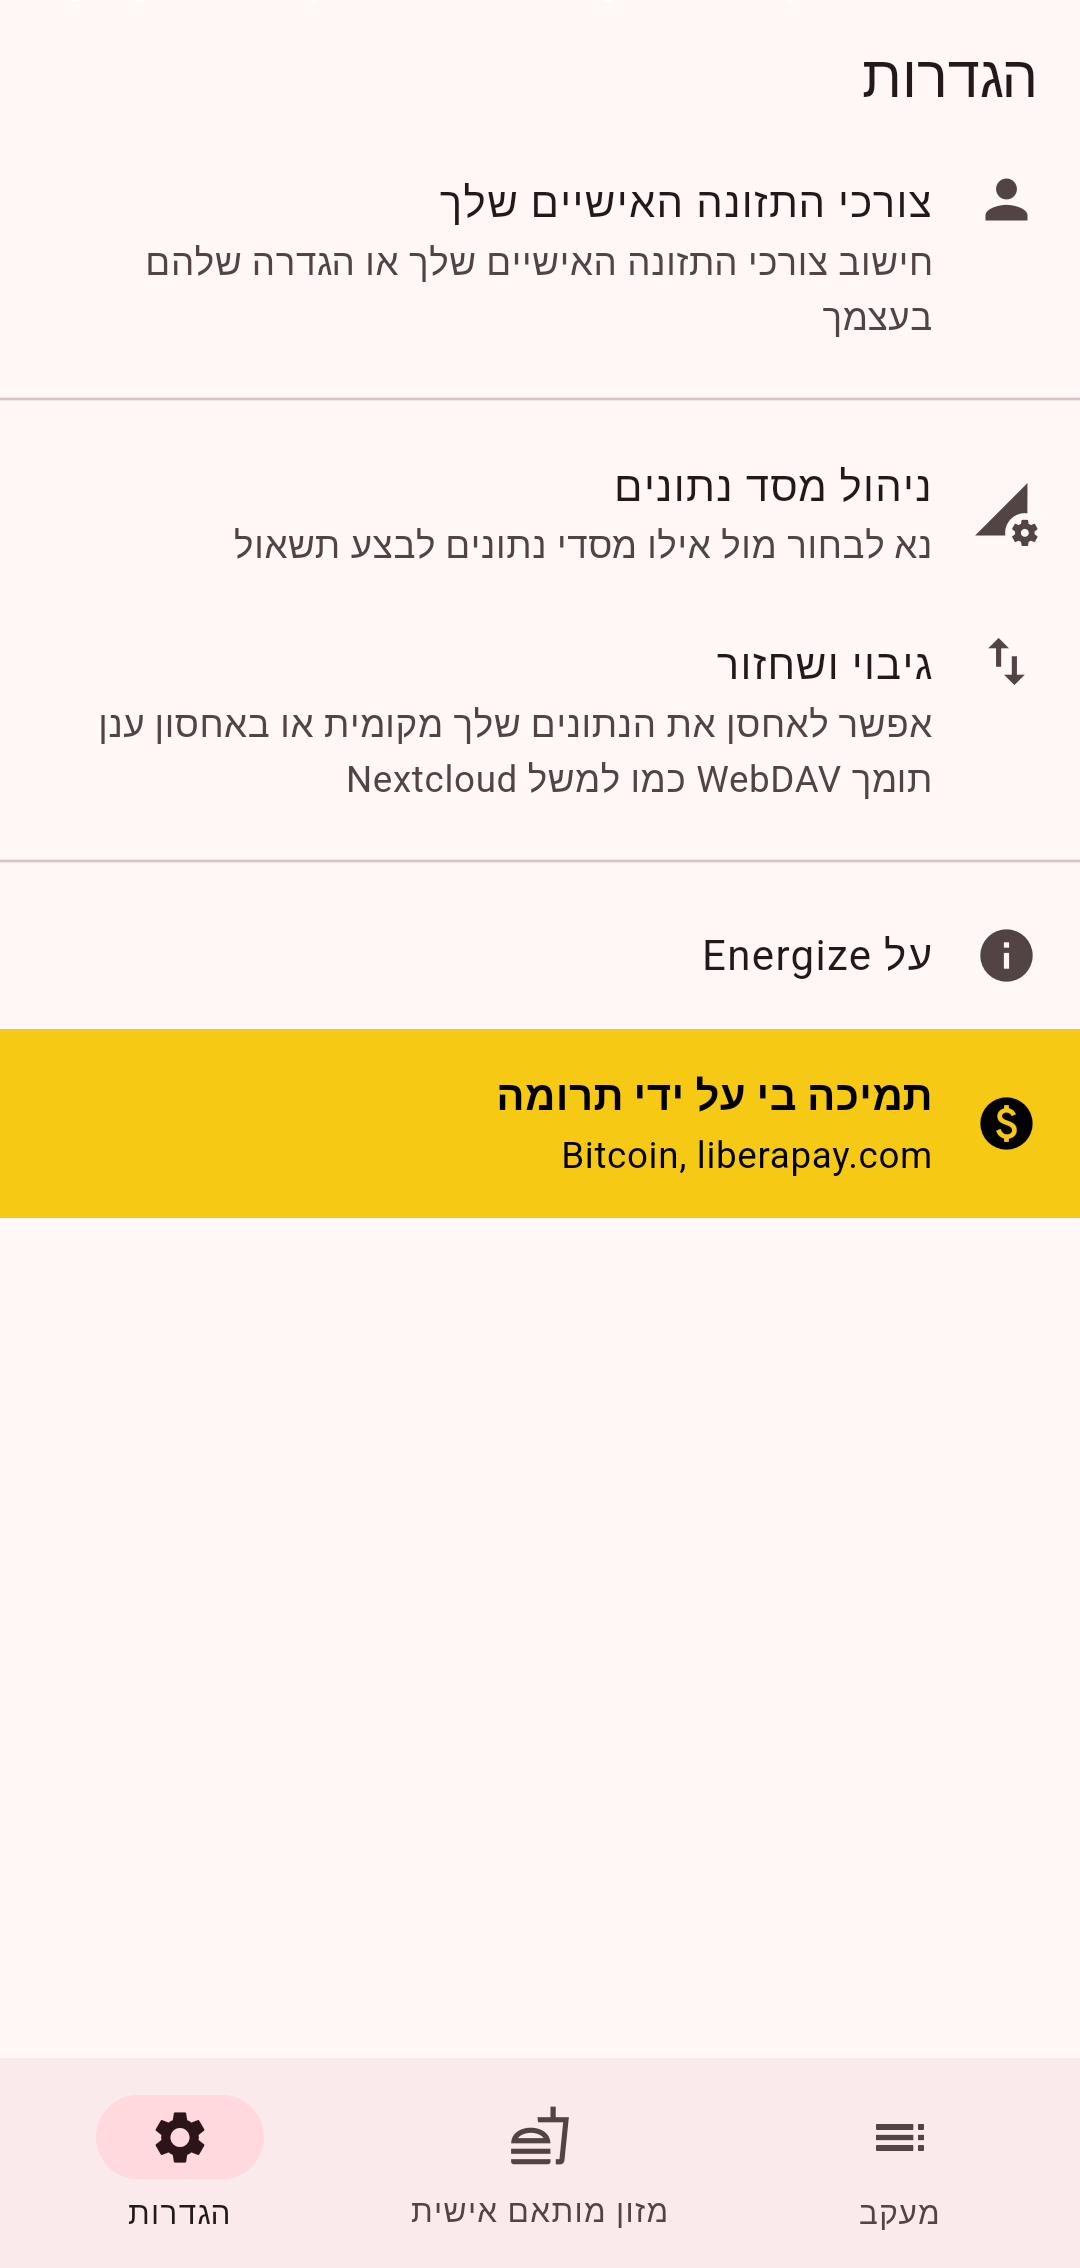 הגדרות
צורכי התזונה האישיים שלך
חישוב צורכי התזונה האישיים שלך או הגדרה שלהם
בעצמך
ניהול מסד נתונים
נא לבחור מול אילו מסדי נתונים לבצע תשאול
גיבוי ושחזור
אפשר לאחסן את הנתונים שלך מקומית או באחסון ענן
תומך WebDAV כמו למשל Nextcloud
על Energize
תמיכה בי על ידי תרומה
Bitcoin, liberapay.com
מעקב
מזון מותאם אישית
הגדרות